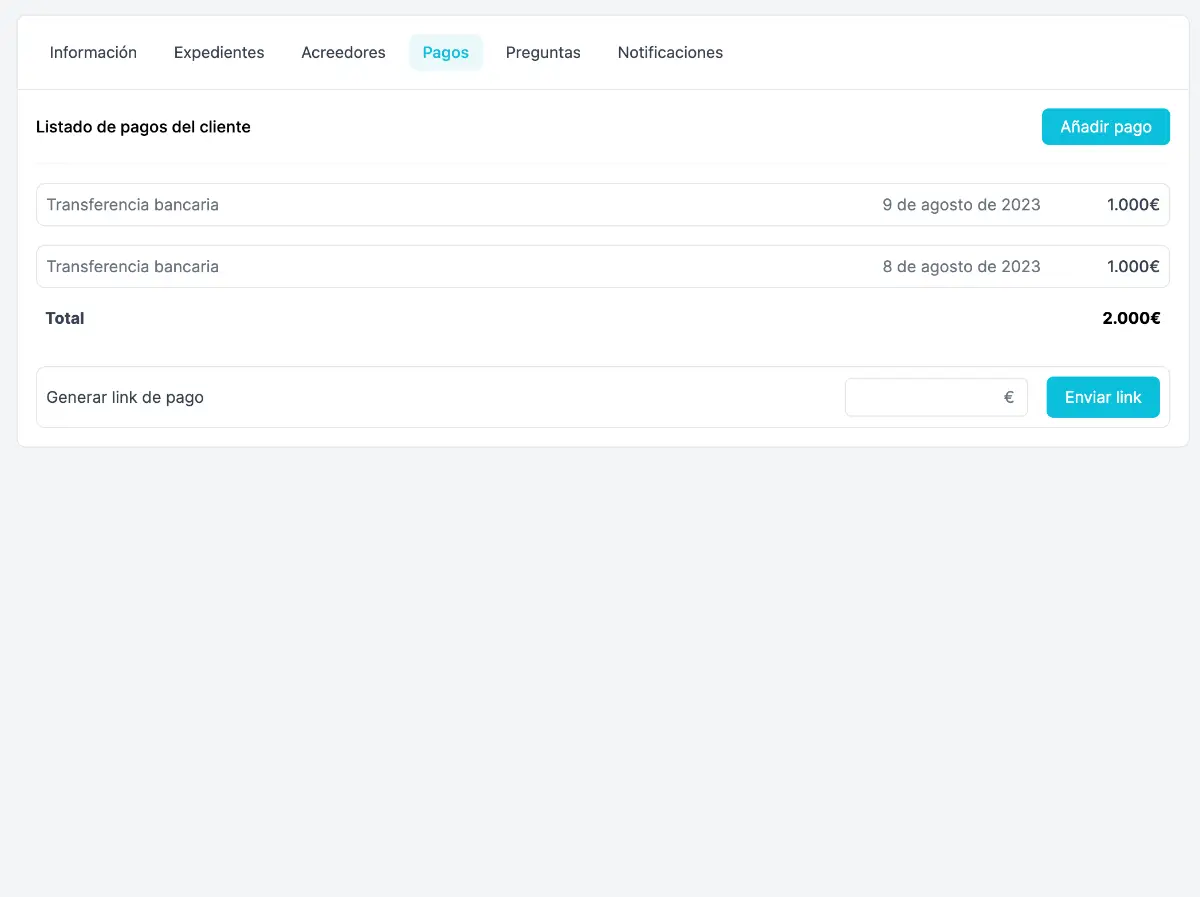 Información Expedientes Acreedores Pagos Preguntas Notificaciones
Listado de pagos del cliente Añadir pago
Transferencia bancaria 9 de agosto de 2023 1.000€
Transferencia bancaria 8 de agosto de 2023 1.000€
Total 2.000€
Generar link de pago € Enviar link